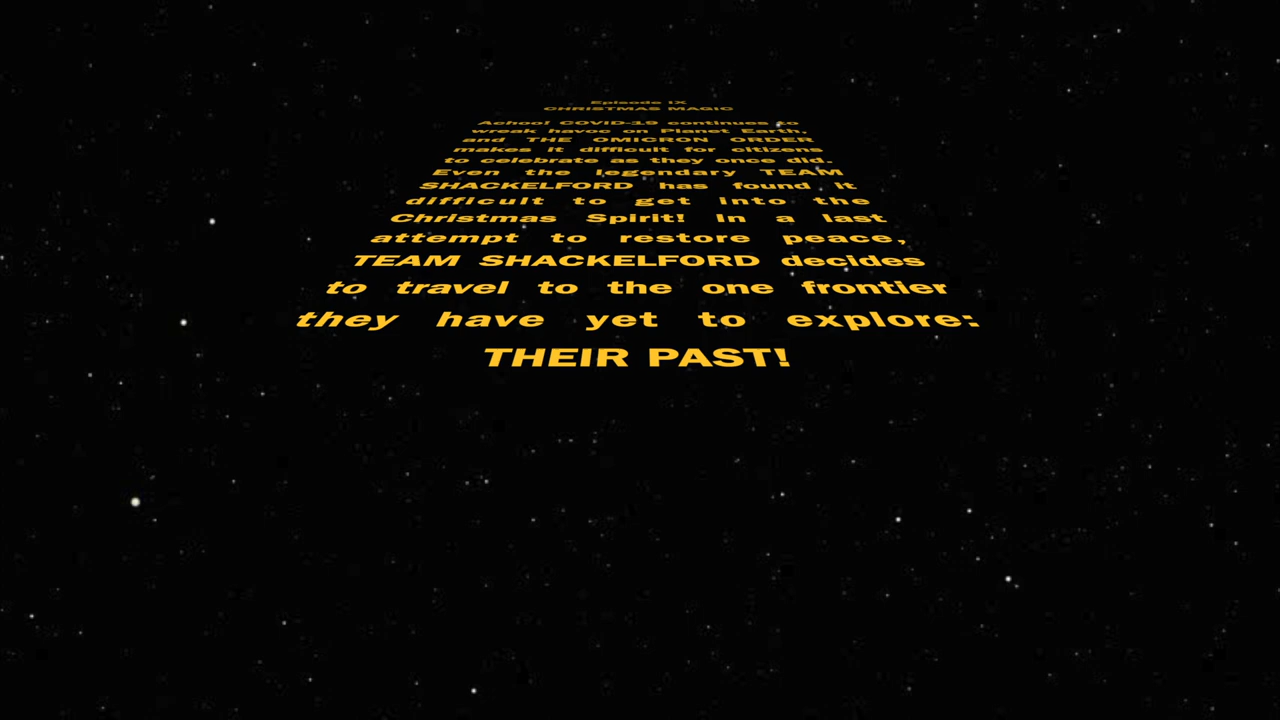 Episode IX
CHRISTMAS MAGIC
Achoo! COVID-19 continues to
wreak havoc on Planet Earth,
and THE OMICRON ORDER
makes it difficult for citizens
to celebrate as they once did.
Even the legendary TEAM
SHACKELFORD has found it
difficult to get into the
Christmas Spirit! In a last
attempt to restore peace,
TEAM SHACKELFORD decides
to travel to the one frontier
they have yet to explore:
THEIR PAST!